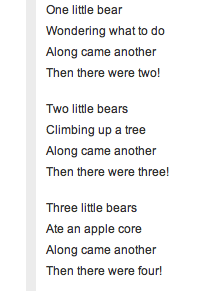 One little bear
Wondering what to do
Along came another
Then there were two!
Two little bears
Climbing up a tree
Along came another
Then there were three!
Three little bears
Ate an apple core
Along came another
Then there were four!